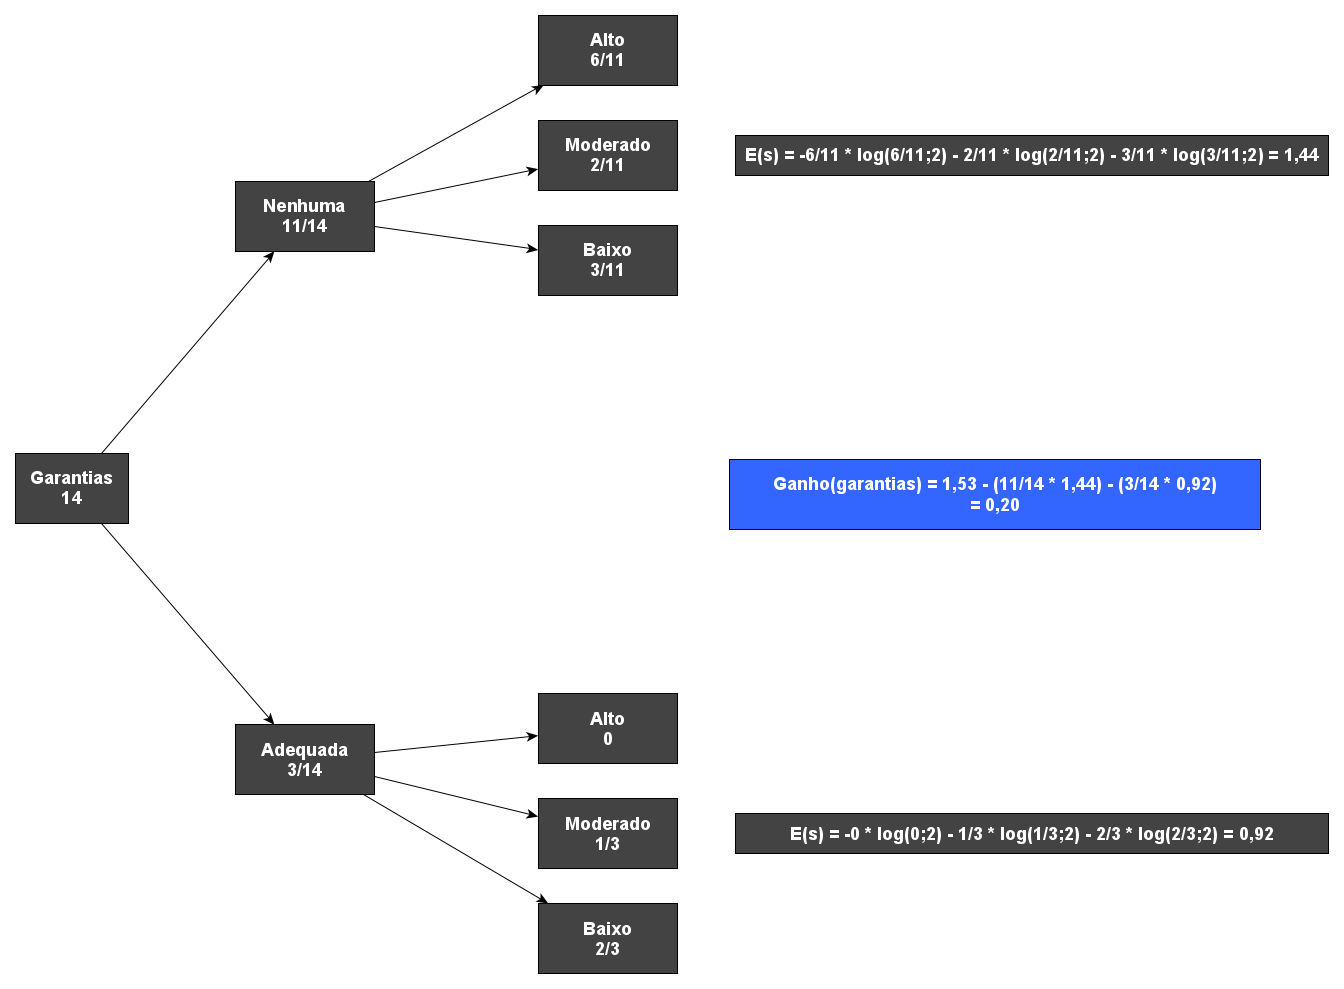 Alto
6/11
Moderado
2/11
E(s) = -6/11 * log(6/11;2) - 2/11 * log(2/11;2) - 3/11 * log(3/11;2) = 1,44
Nenhuma
11/14
Baixo
3/11
Garantias
14
Ganho(garantias) = 1,53 - (11/14 * 1,44) - (3/14 * 0,92)
= 0,20
Alto
0
Adequada
3/14
Moderado
1/3
E(s) = -0 * log(0;2) - 1/3 * log(1/3;2) - 2/3 * log(2/3;2) = 0,92
Baixo
2/3